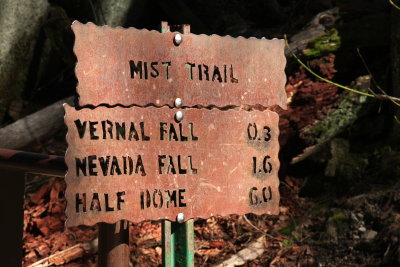 MIST TRAIL
VERNAL FALL 0.3
NEVADA FALL 1.6
HALF DOME 6.0